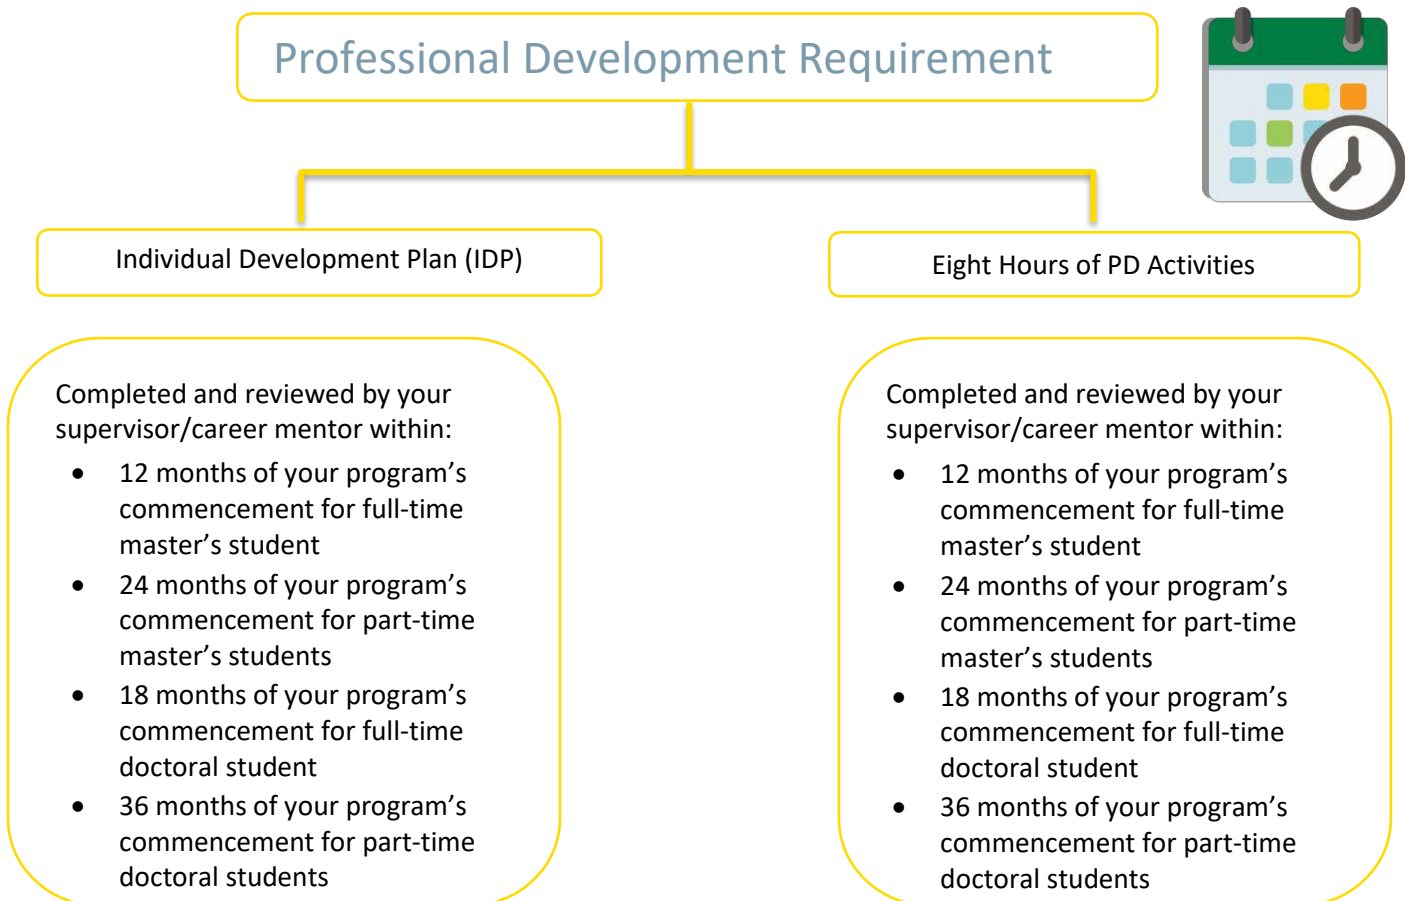 Professional Development Requirement
Individual Development Plan (IDP)
Eight Hours of PD Activities
Completed and reviewed by your
supervisor/career mentor within:
• 12 months of your program’s
commencement for full-time
master’s student
• 24 months of your program’s
commencement for part-time
master’s students
• 18 months of your program’s
commencement for full-time
doctoral student
• 36 months of your program’s
commencement for part-time
doctoral students
Completed and reviewed by your
supervisor/career mentor within:
• 12 months of your program’s
commencement for full-time
master’s student
• 24 months of your program’s
commencement for part-time
master’s students
• 18 months of your program’s
commencement for full-time
doctoral student
• 36 months of your program’s
commencement for part-time
doctoral students